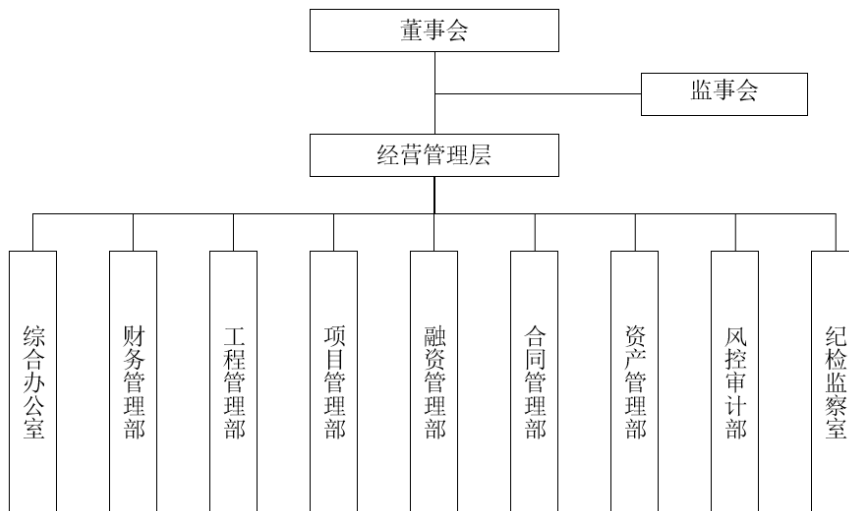 董事会
监事会
经营管理层
综合办公室
财务管理部
工程管理部
项目管理部
融资管理部
合同管理部
资产管理部
风控审计部
纪检监察室